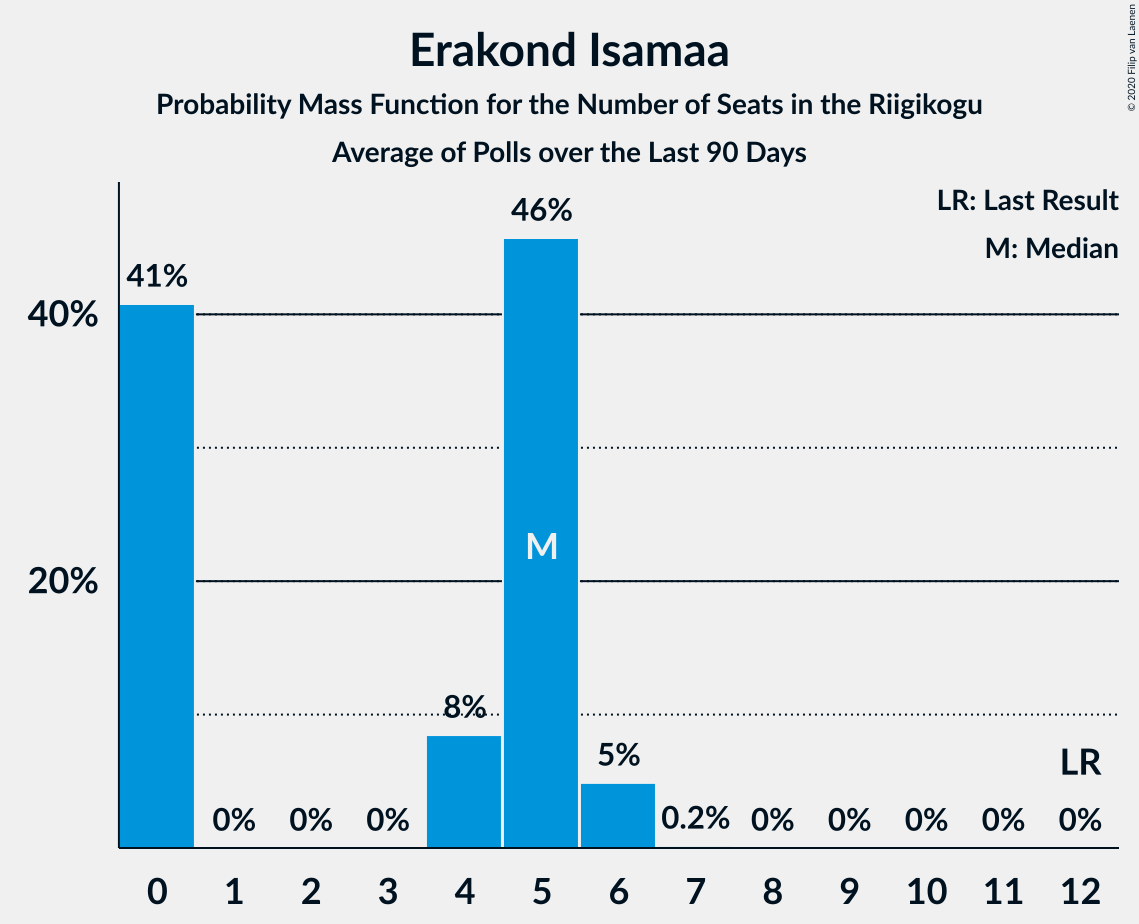 Erakond Isamaa
Probability Mass Function for the Number of Seats in the Riigikogu
Average of Polls over the Last 90 Days
© 2020 Filip van Laenen
LR: Last Result
M: Median
46%
41%
40%
M
20%
8%
5%
LR
0% 0% 0% 0.2% 0% 0% 0% 0% 0%
0 1 2 3 4 5 6 7 8 9 10 11 12